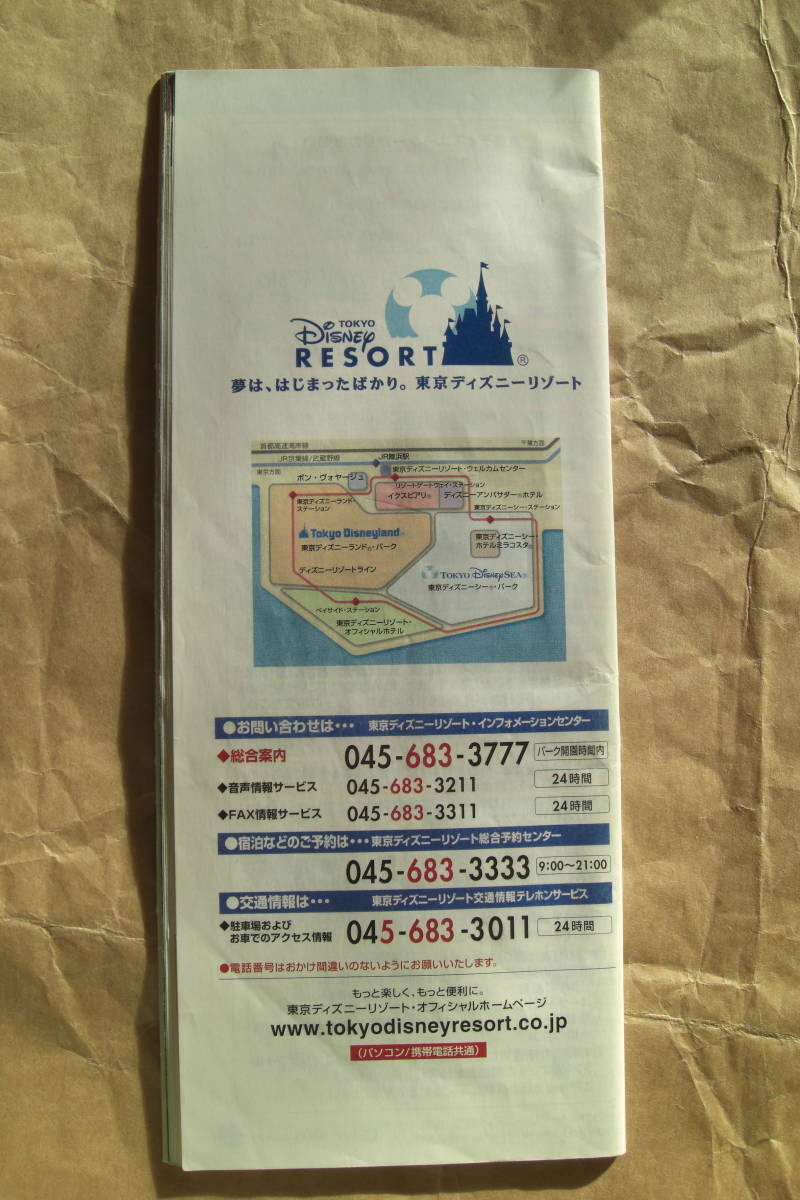 TOKYO
Disney
RESORT®
夢は、はじまったばかり。東京ディズニーリゾート
首都高速湾岸線
千葉方面
JR京葉線/武蔵野線
JR舞浜駅
東京方面
東京ディズニーリゾート・ウェルカムセンター
ボン・ヴォヤージュ
リゾートゲートウェイ・ステーション
イクスピアリ®
ディズニーアンバサダー®ホテル
東京ディズニーランド・
ステーション
東京ディズニーシー・ステーション
Tokyo Disneyland®
東京ディズニーランド®・パーク
東京ディズニーシー・
ホテルミラコスタ®
ディズニーリゾートライン
TOKYO DISNEYSEA®
東京ディズニーシー®・パーク
ベイサイド・ステーション
東京ディズニーリゾート・
オフィシャルホテル
●お問い合わせは・・・ 東京ディズニーリゾート・インフォメーションセンター
◆総合案内 045-683-3777 パーク開園時間内
◆音声情報サービス 045-683-3211 24時間
◆FAX情報サービス 045-683-3311 24時間
●宿泊などのご予約は・・・東京ディズニーリゾート総合予約センター
045-683-3333 9:00〜21:00
●交通情報は・・・ 東京ディズニーリゾート交通情報テレホンサービス
◆駐車場および
お車でのアクセス情報 045-683-3011 24時間
●電話番号はおかけ間違いのないようにお願いいたします。
もっと楽しく、もっと便利に。
東京ディズニーリゾート・オフィシャルホームページ
www.tokyodisneyresort.co.jp
(パソコン/携帯電話共通)